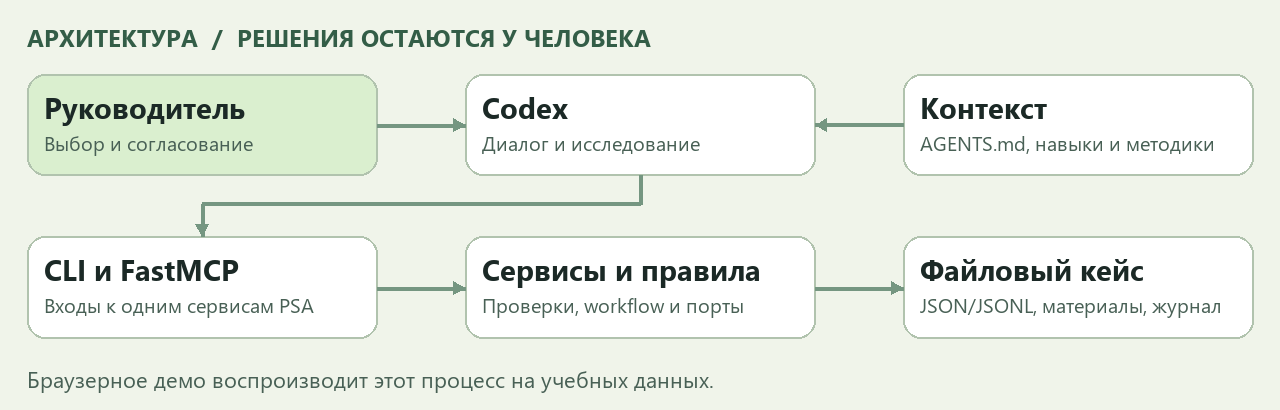 АРХИТЕКТУРА / РЕШЕНИЯ ОСТАЮТСЯ У ЧЕЛОВЕКА
Руководитель
Выбор и согласование
Codex
Диалог и исследование
Контекст
AGENTS.md, навыки и методики
CLI и FastMCP
Входы к одним сервисам PSA
Сервисы и правила
Проверки, workflow и порты
Файловый кейс
JSON/JSONL, материалы, журнал
Браузерное демо воспроизводит этот процесс на учебных данных.